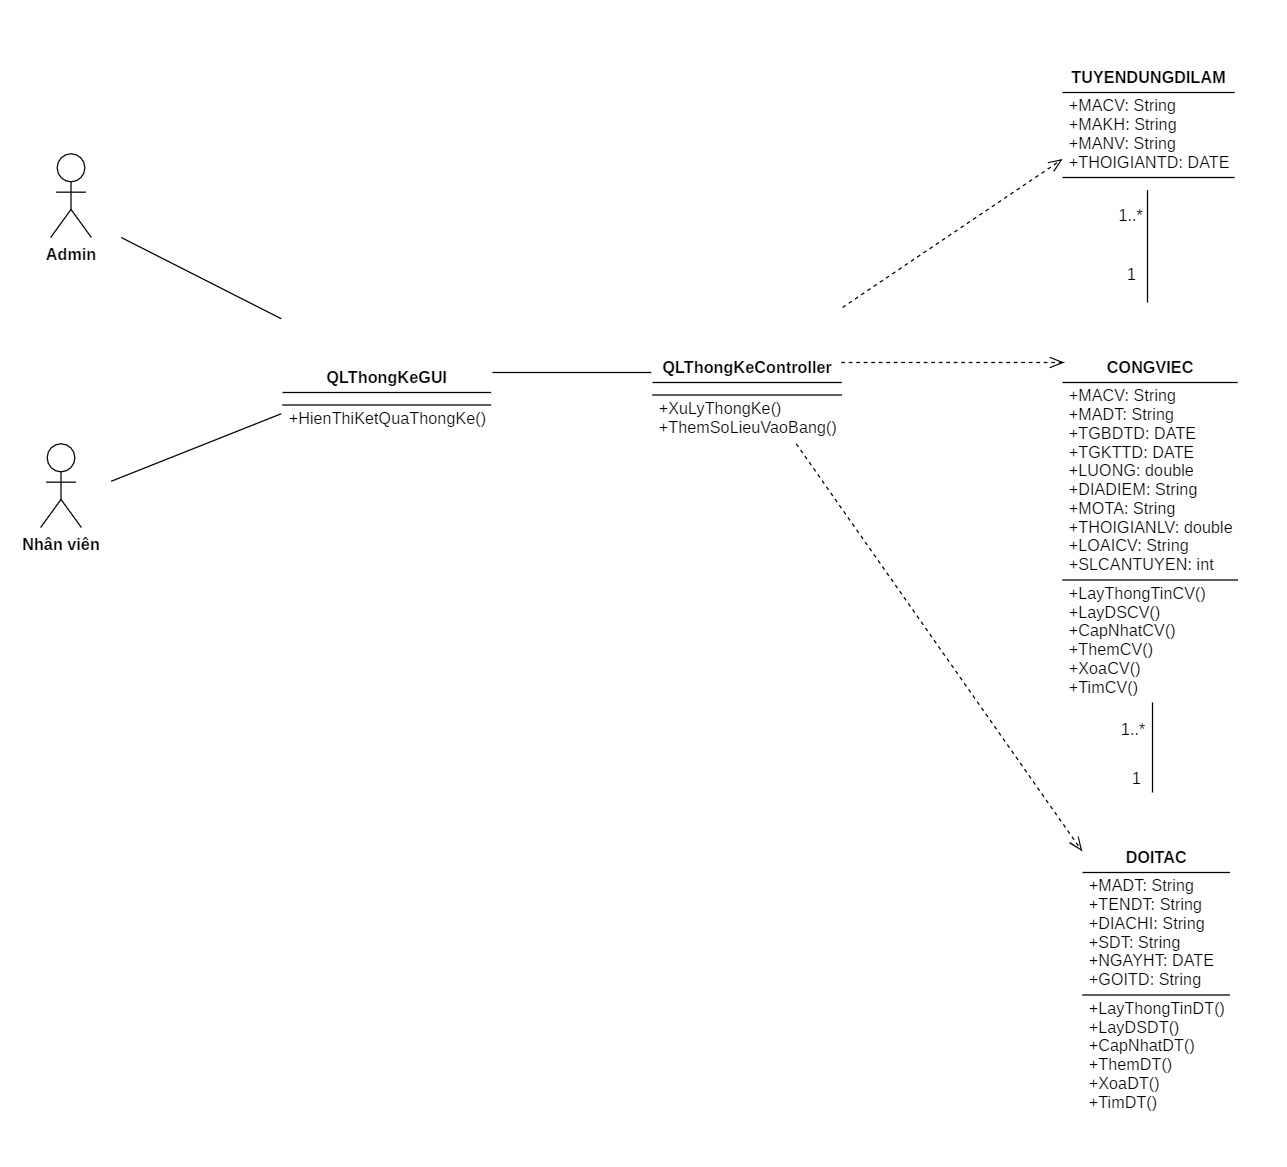 Admin
Nhân viên
QLThongKeGUI
+HienThiKetQuaThongKe()
QLThongKeController
+XuLyThongKe()
+ThemSoLieuVaoBang()
TUYENDUNGDILAM
+MACV: String
+MAKH: String
+MANV: String
+THOIGIANTD: DATE
1..*
1
CONGVIEC
+MACV: String
+MADT: String
+TGBDTD: DATE
+TGKTTD: DATE
+LUONG: double
+DIADIEM: String
+MOTA: String
+THOIGIANLV: double
+LOAICV: String
+SLCANTUYEN: int
+LayThongTinCV()
+LayDSCV()
+CapNhatCV()
+ThemCV()
+XoaCV()
+TimCV()
1..*
1
DOITAC
+MADT: String
+TENDT: String
+DIACHI: String
+SDT: String
+NGAYHT: DATE
+GOITD: String
+LayThongTinDT()
+LayDSDT()
+CapNhatDT()
+ThemDT()
+XoaDT()
+TimDT()